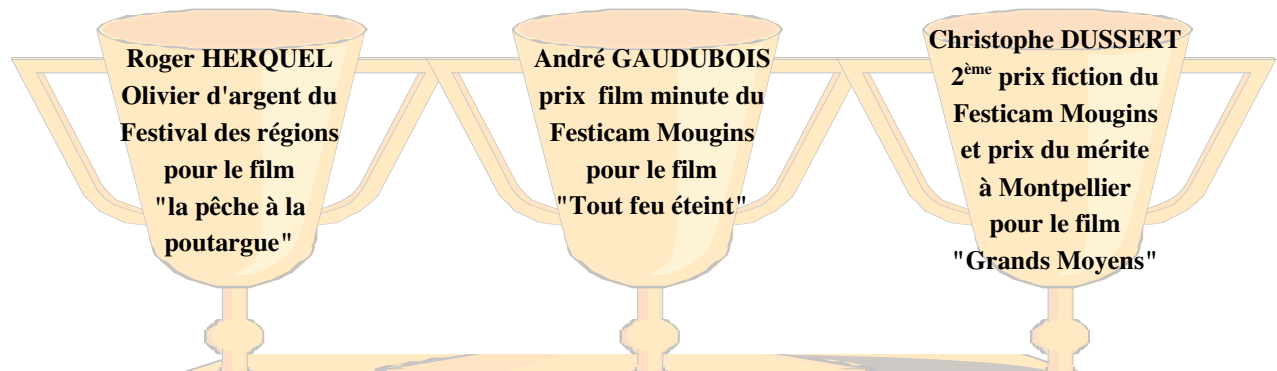 Roger HERQUEL
Olivier d'argent du
Festival des régions
pour le film
"la pêche à la
poutargue"
André GAUDUBOIS
prix film minute du
Festicam Mougins
pour le film
"Tout feu éteint"
Christophe DUSSERT
2ème prix fiction du
Festicam Mougins
et prix du mérite
à Montpellier
pour le film
"Grands Moyens"